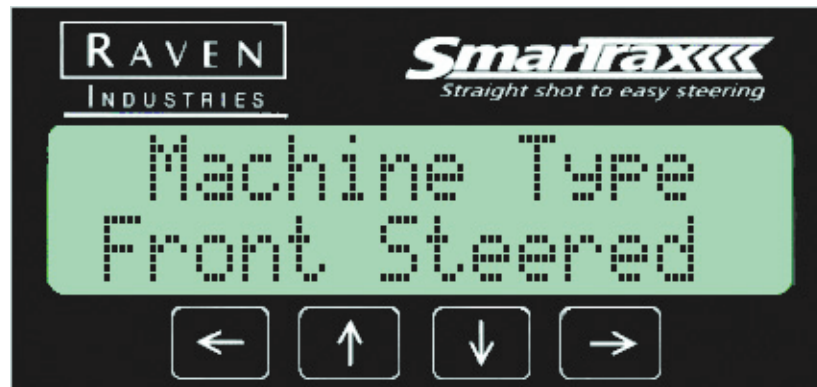 RAVEN
INDUSTRIES
SmarTrax
Straight shot to easy steering
Machine Type
Front Steered